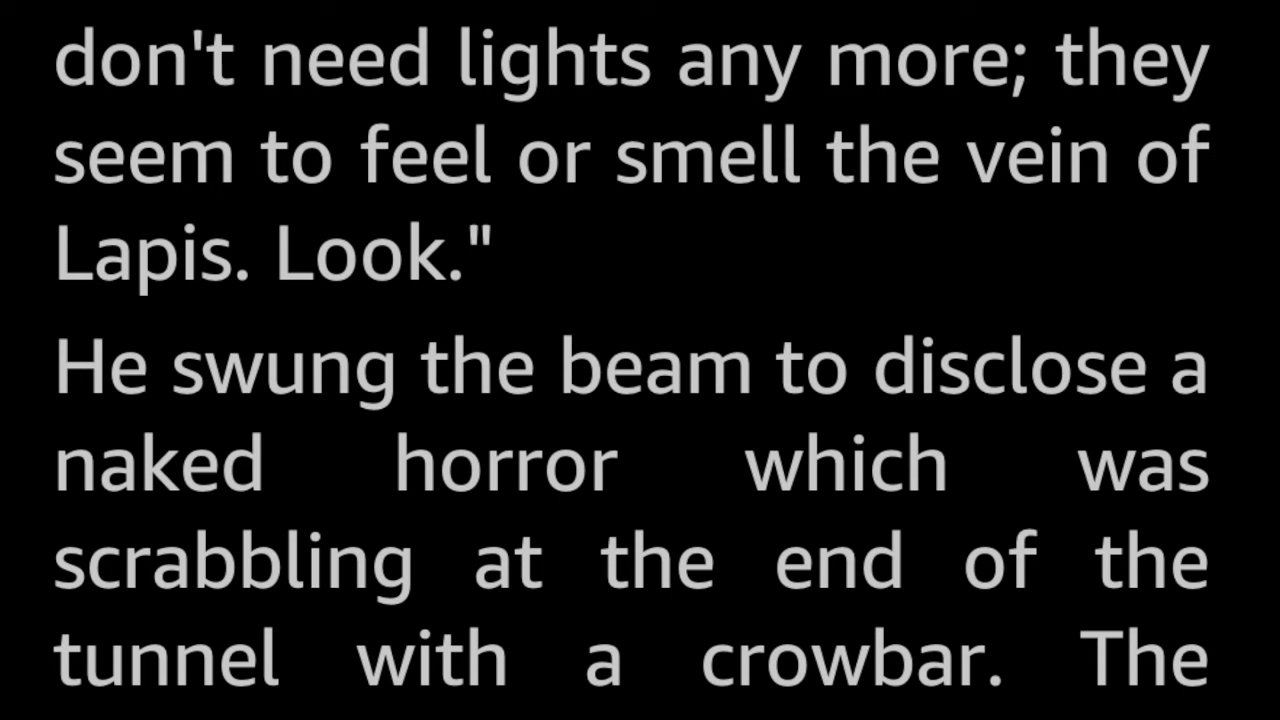 don't need lights any more; they
seem to feel or smell the vein of
Lapis. Look."
He swung the beam to disclose a
naked horror which was
scrabbling at the end of the
tunnel with a crowbar. The